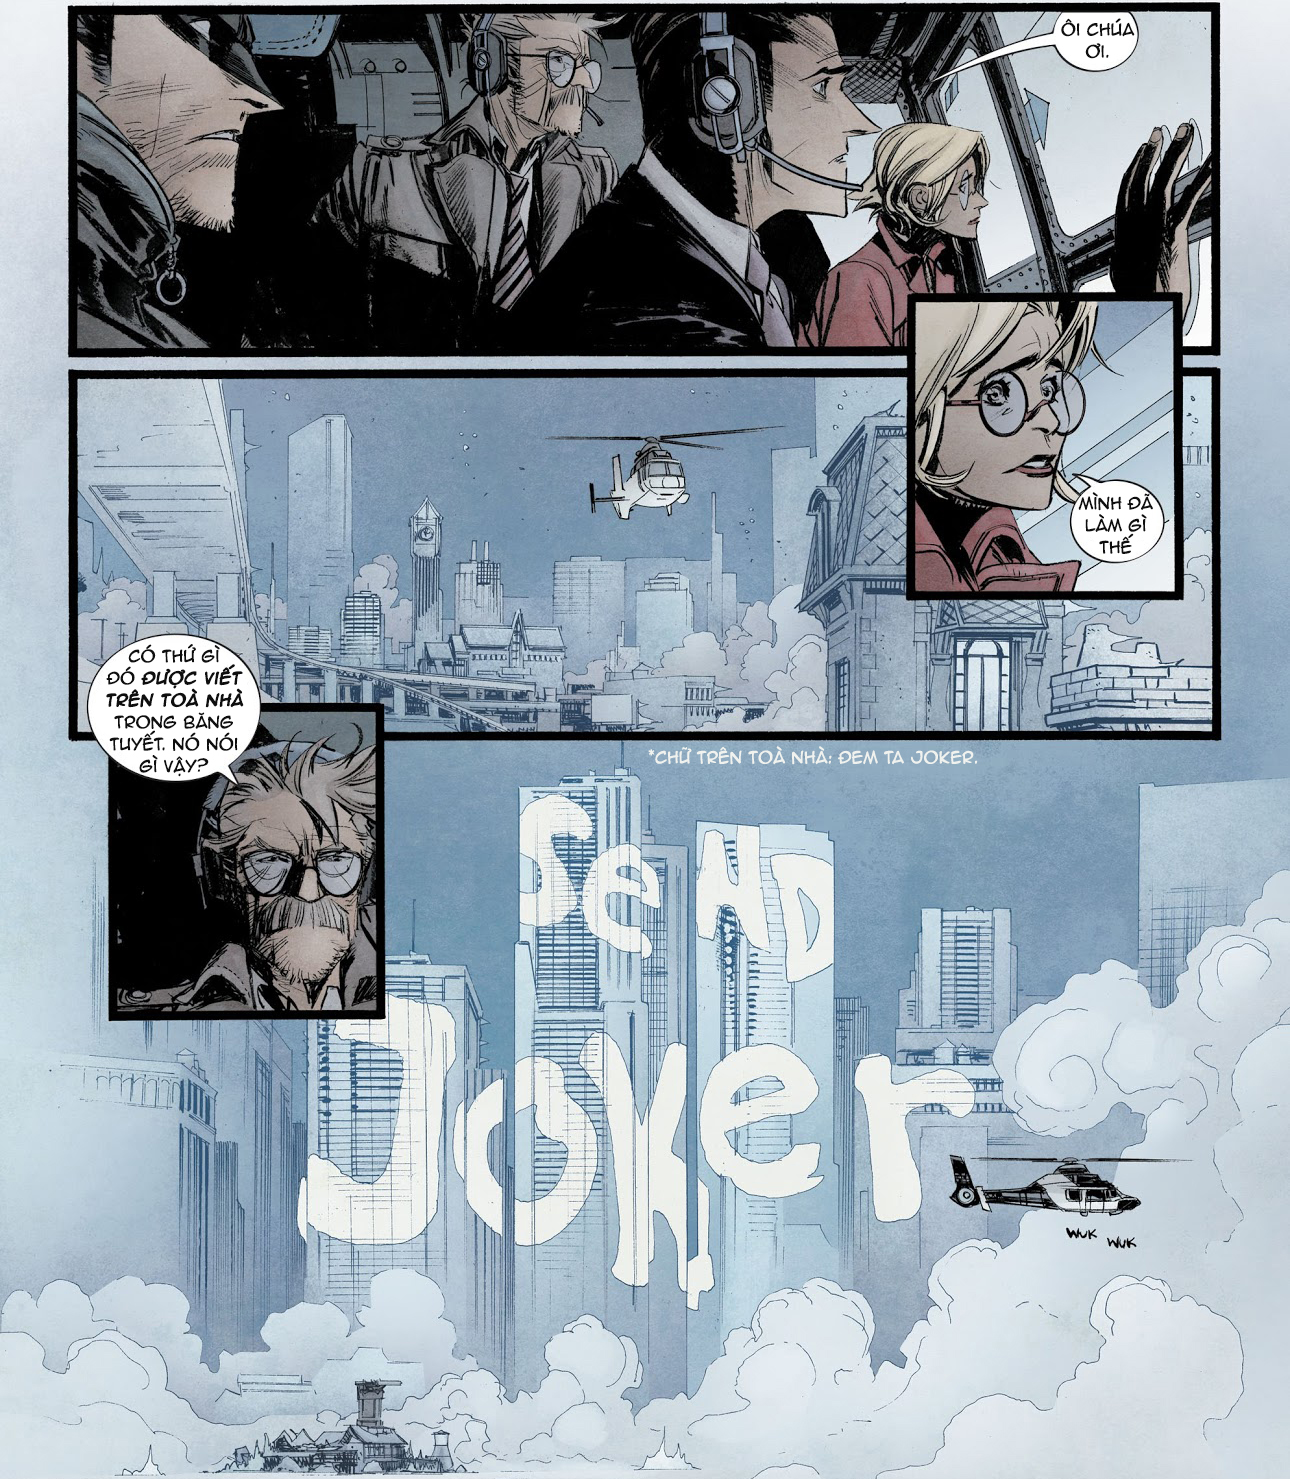 ÔI CHÚA
ƠI.
MÌNH ĐÃ
LÀM GÌ
THẾ
CÓ THỨ GÌ
ĐÓ ĐƯỢC VIẾT
TRÊN TOÀ NHÀ
TRONG BĂNG
TUYẾT. NÓ NÓI
GÌ VẬY?
*CHỮ TRÊN TOÀ NHÀ: ĐEM TA JOKER.
SeND
JOKer
WUK
WUK